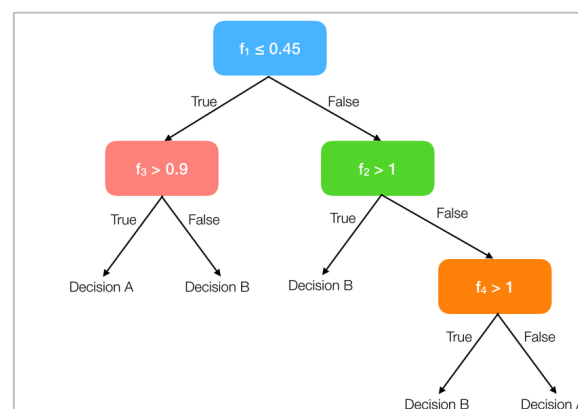 f₁ ≤ 0.45
True False
f₃ > 0.9 f₂ > 1
True False True False
Decision A Decision B Decision B
f₄ > 1
True False
Decision B Decision A